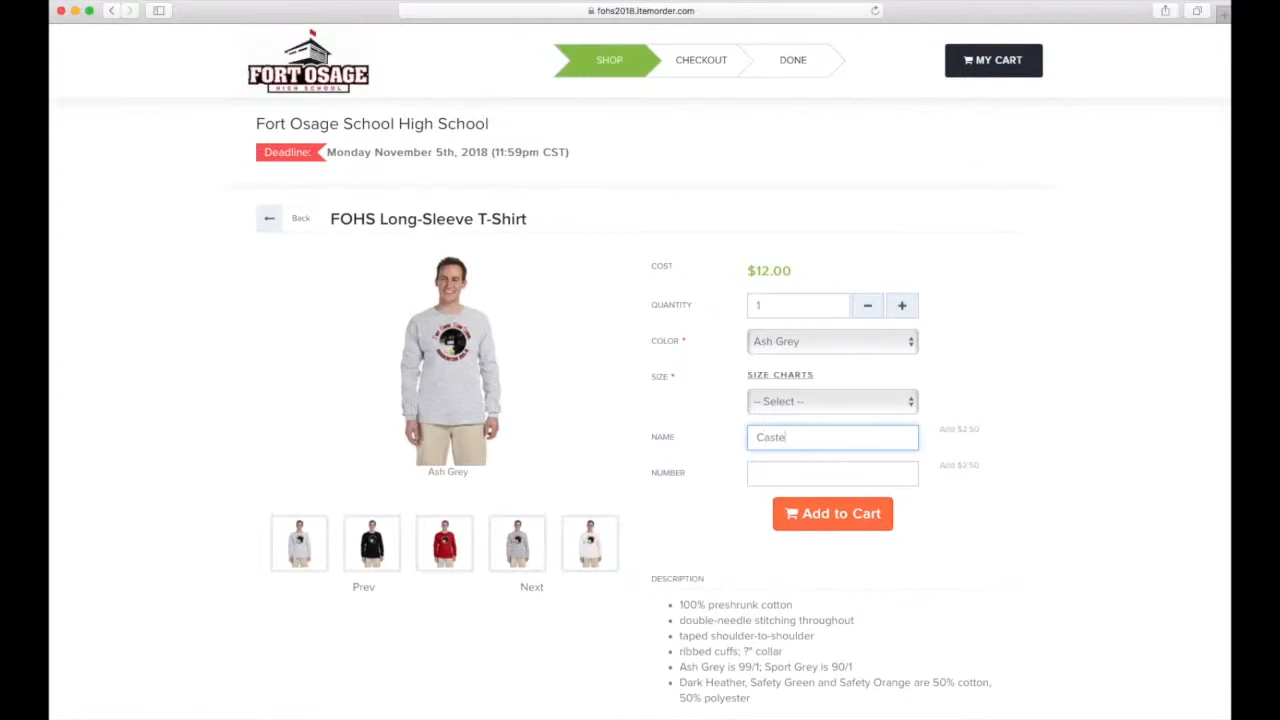 fohs2018.itemorder.com
FORT OSAGE
HIGH SCHOOL
SHOP
CHECKOUT
DONE
MY CART
Fort Osage School High School
Deadline: Monday November 5th, 2018 (11:59pm CST)
Back
FOHS Long-Sleeve T-Shirt
COST
$12.00
QUANTITY
1
COLOR *
Ash Grey
SIZE *
SIZE CHARTS
-- Select --
NAME
Caste
Add $2.50
NUMBER
Add $2.50
Add to Cart
Ash Grey
Prev
Next
DESCRIPTION
100% preshrunk cotton
double-needle stitching throughout
taped shoulder-to-shoulder
ribbed cuffs; ?" collar
Ash Grey is 99/1; Sport Grey is 90/1
Dark Heather, Safety Green and Safety Orange are 50% cotton,
50% polyester